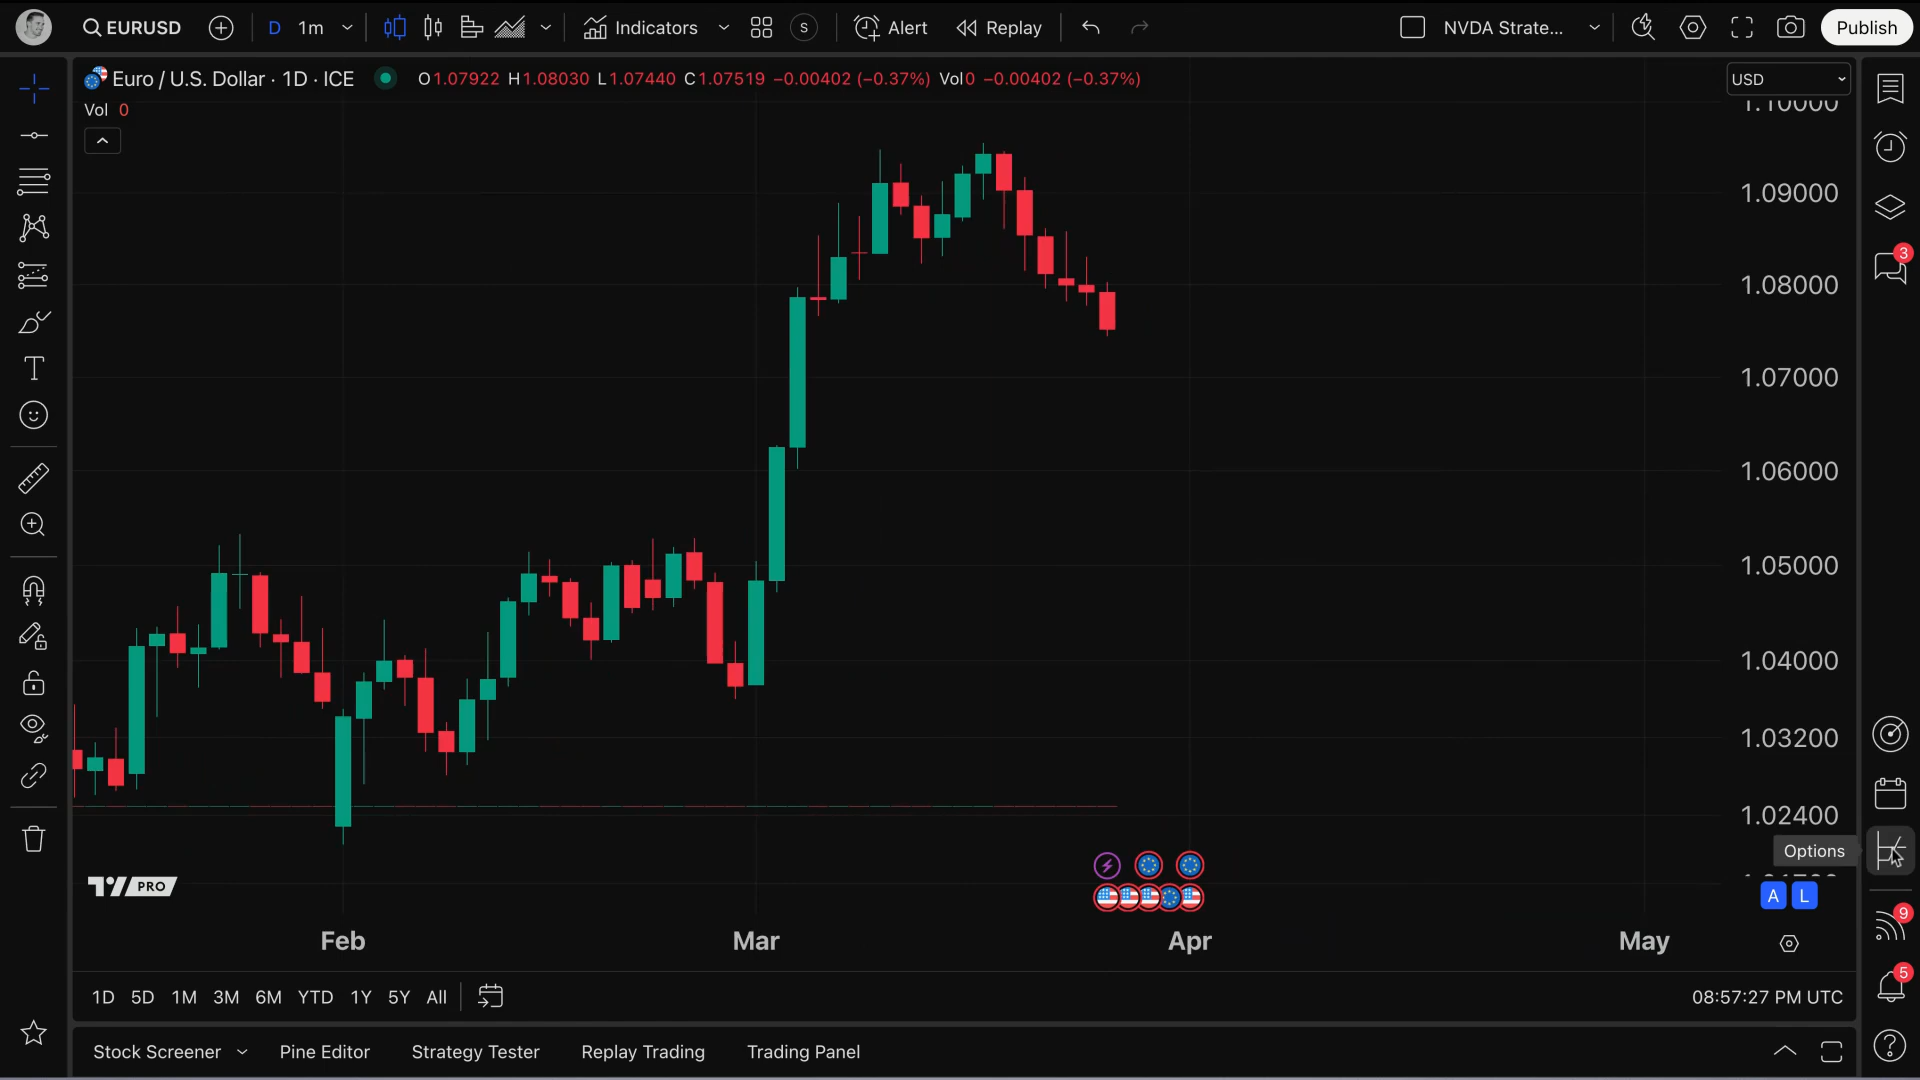 EURUSD D 1m Indicators S Alert Replay NVDA Strate... Publish
Euro / U.S. Dollar · 1D · ICE O1.07922 H1.08030 L1.07440 C1.07519 −0.00402 (−0.37%) Vol0 −0.00402 (−0.37%) USD
Vol 0
1.10000
1.09000
3
1.08000
1.07000
1.06000
1.05000
1.04000
1.03200
1.02400
Options
PRO
A L
9
Feb Mar Apr May
5
1D 5D 1M 3M 6M YTD 1Y 5Y All 08:57:27 PM UTC
Stock Screener Pine Editor Strategy Tester Replay Trading Trading Panel